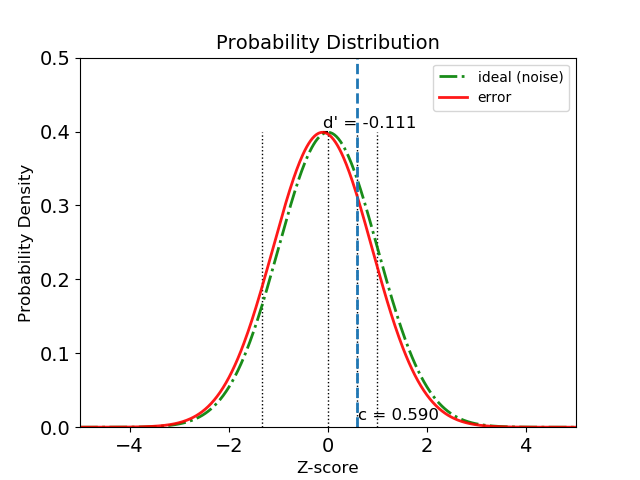 Probability Distribution
0.5
ideal (noise)
error
d' = -0.111
0.4
0.3
Probability Density
0.2
0.1
c = 0.590
0.0
−4 −2 0 2 4
Z-score